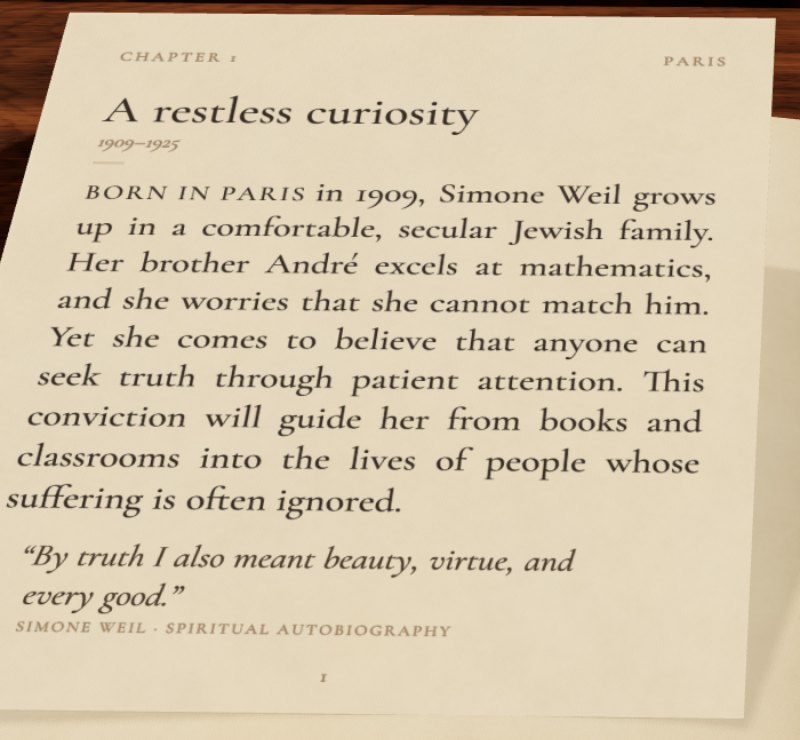 CHAPTER 1
PARIS
A restless curiosity
1909–1925
BORN IN PARIS in 1909, Simone Weil grows
up in a comfortable, secular Jewish family.
Her brother André excels at mathematics,
and she worries that she cannot match him.
Yet she comes to believe that anyone can
seek truth through patient attention. This
conviction will guide her from books and
classrooms into the lives of people whose
suffering is often ignored.
“By truth I also meant beauty, virtue, and
every good.”
SIMONE WEIL · SPIRITUAL AUTOBIOGRAPHY
1